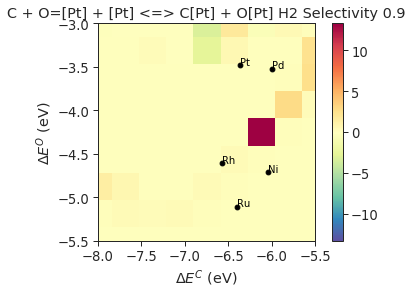 C + O=[Pt] + [Pt] <=> C[Pt] + O[Pt] H2 Selectivity 0.9
−3.0
−3.5
−4.0
−4.5
−5.0
−5.5
ΔE^O (eV)
Pt
Pd
Rh
Ni
Ru
−8.0 −7.5 −7.0 −6.5 −6.0 −5.5
ΔE^C (eV)
10
5
0
−5
−10